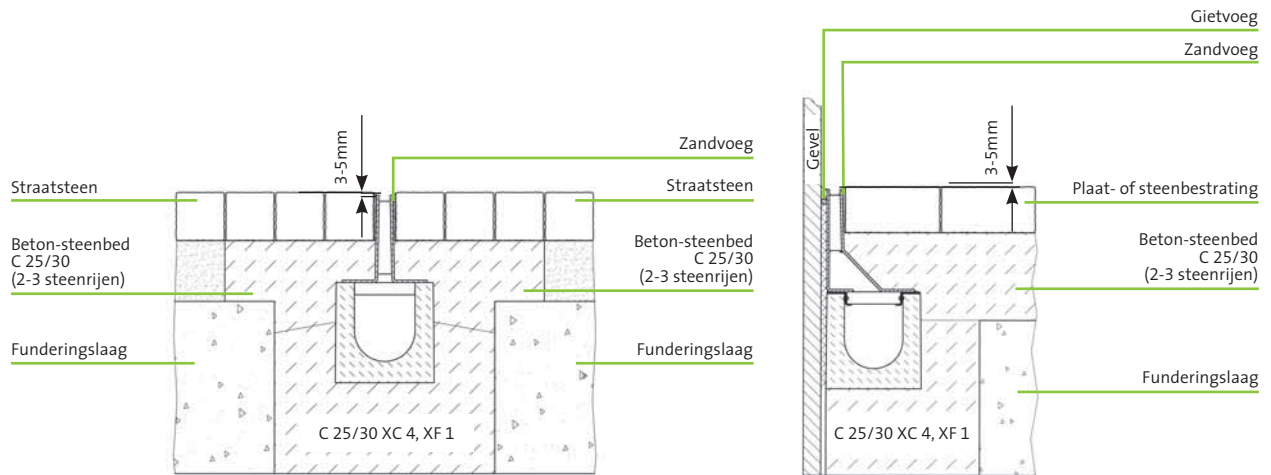 3-5mm
Zandvoeg
Straatsteen
Straatsteen
Beton-steenbed
C 25/30
(2-3 steenrijen)
Beton-steenbed
C 25/30
(2-3 steenrijen)
Funderingslaag
Funderingslaag
C 25/30 XC 4, XF 1
Gietvoeg
Zandvoeg
Gevel
3-5mm
Plaat- of steenbestrating
Beton-steenbed
C 25/30
(2-3 steenrijen)
Funderingslaag
C 25/30 XC 4, XF 1